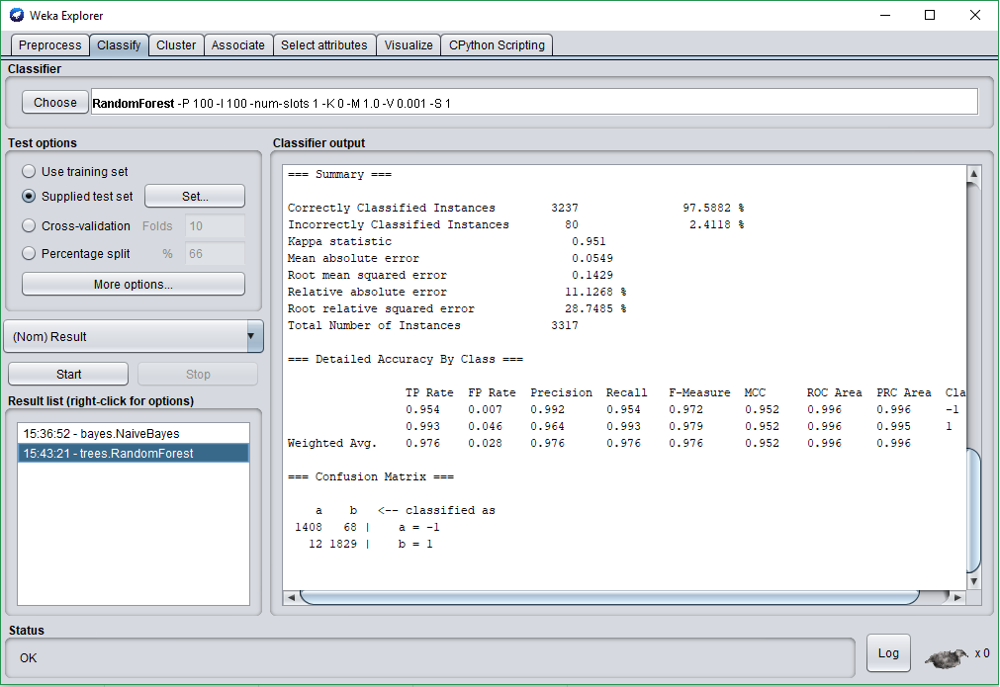 Weka Explorer
Preprocess Classify Cluster Associate Select attributes Visualize CPython Scripting
Classifier
Choose RandomForest -P 100 -I 100 -num-slots 1 -K 0 -M 1.0 -V 0.001 -S 1
Test options
Use training set
Supplied test set Set...
Cross-validation Folds 10
Percentage split % 66
More options...
(Nom) Result
Start Stop
Result list (right-click for options)
15:36:52 - bayes.NaiveBayes
15:43:21 - trees.RandomForest
Classifier output
=== Summary ===
Correctly Classified Instances 3237 97.5882 %
Incorrectly Classified Instances 80 2.4118 %
Kappa statistic 0.951
Mean absolute error 0.0549
Root mean squared error 0.1429
Relative absolute error 11.1268 %
Root relative squared error 28.7485 %
Total Number of Instances 3317
=== Detailed Accuracy By Class ===
TP Rate FP Rate Precision Recall F-Measure MCC ROC Area PRC Area Cla
0.954 0.007 0.992 0.954 0.972 0.952 0.996 0.996 -1
0.993 0.046 0.964 0.993 0.979 0.952 0.996 0.995 1
Weighted Avg. 0.976 0.028 0.976 0.976 0.976 0.952 0.996 0.996
=== Confusion Matrix ===
a b <-- classified as
1408 68 | a = -1
12 1829 | b = 1
Status
OK
Log x 0